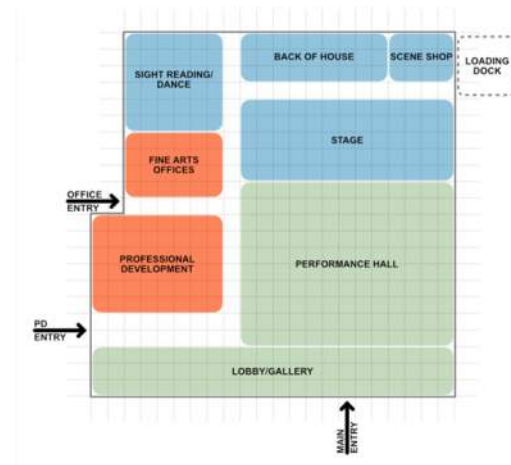 SIGHT READING/
DANCE
BACK OF HOUSE
SCENE SHOP
LOADING
DOCK
STAGE
FINE ARTS
OFFICES
OFFICE
ENTRY
PROFESSIONAL
DEVELOPMENT
PERFORMANCE HALL
PD
ENTRY
LOBBY/GALLERY
MAIN
ENTRY